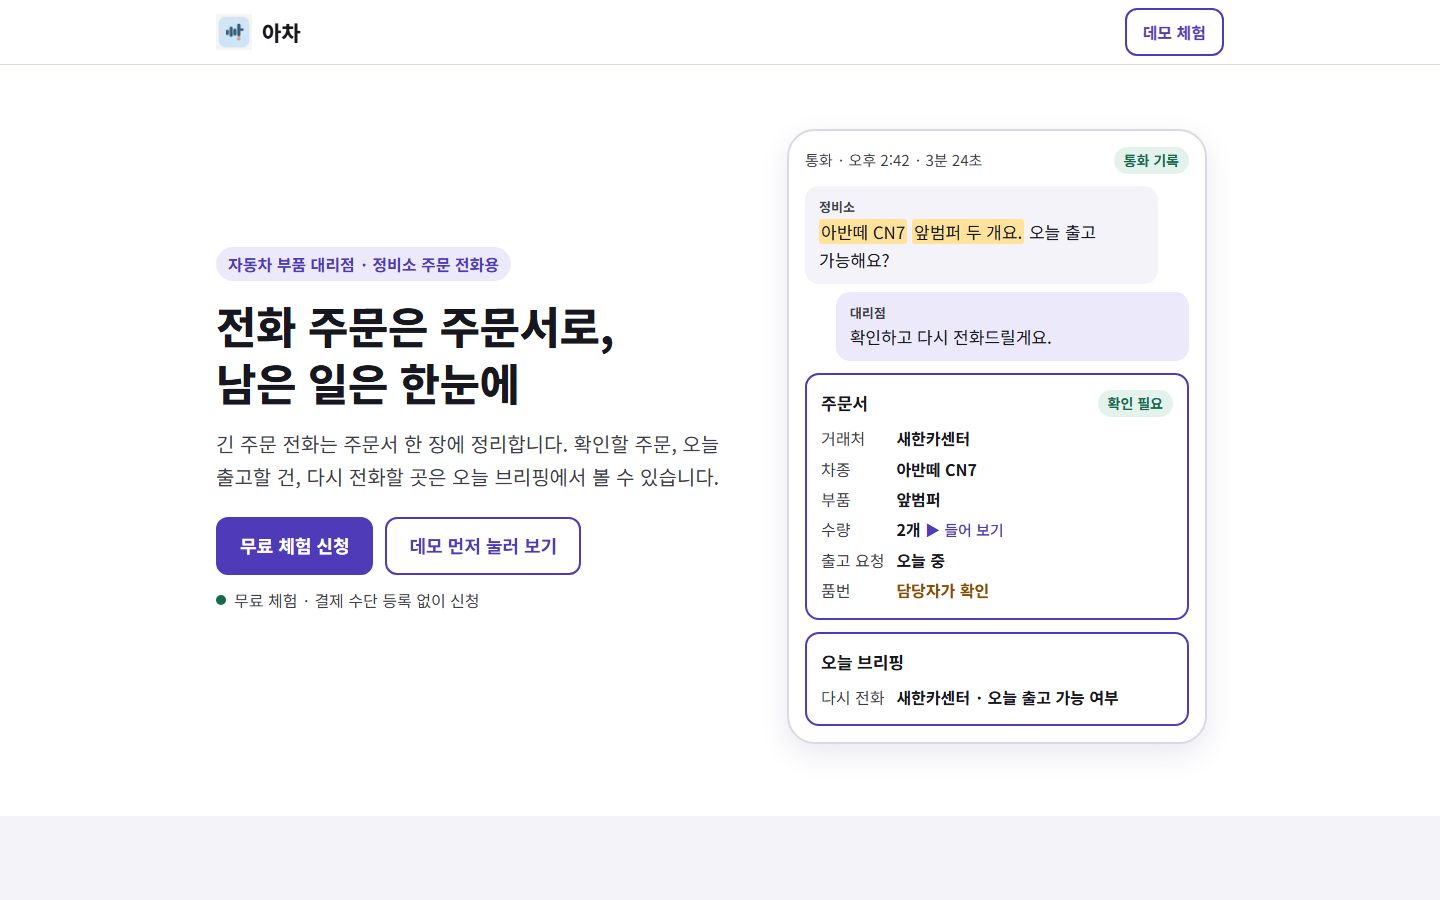 아차
데모 체험
자동차 부품 대리점 · 정비소 주문 전화용
전화 주문은 주문서로,
남은 일은 한눈에
긴 주문 전화는 주문서 한 장에 정리합니다. 확인할 주문, 오늘
출고할 건, 다시 전화할 곳은 오늘 브리핑에서 볼 수 있습니다.
무료 체험 신청
데모 먼저 눌러 보기
무료 체험 · 결제 수단 등록 없이 신청
통화 · 오후 2:42 · 3분 24초
통화 기록
정비소
아반떼 CN7 앞범퍼 두 개요. 오늘 출고
가능해요?
대리점
확인하고 다시 전화드릴게요.
주문서
확인 필요
거래처 새한카센터
차종 아반떼 CN7
부품 앞범퍼
수량 2개 ▶ 들어 보기
출고 요청 오늘 중
품번 담당자가 확인
오늘 브리핑
다시 전화 새한카센터 · 오늘 출고 가능 여부